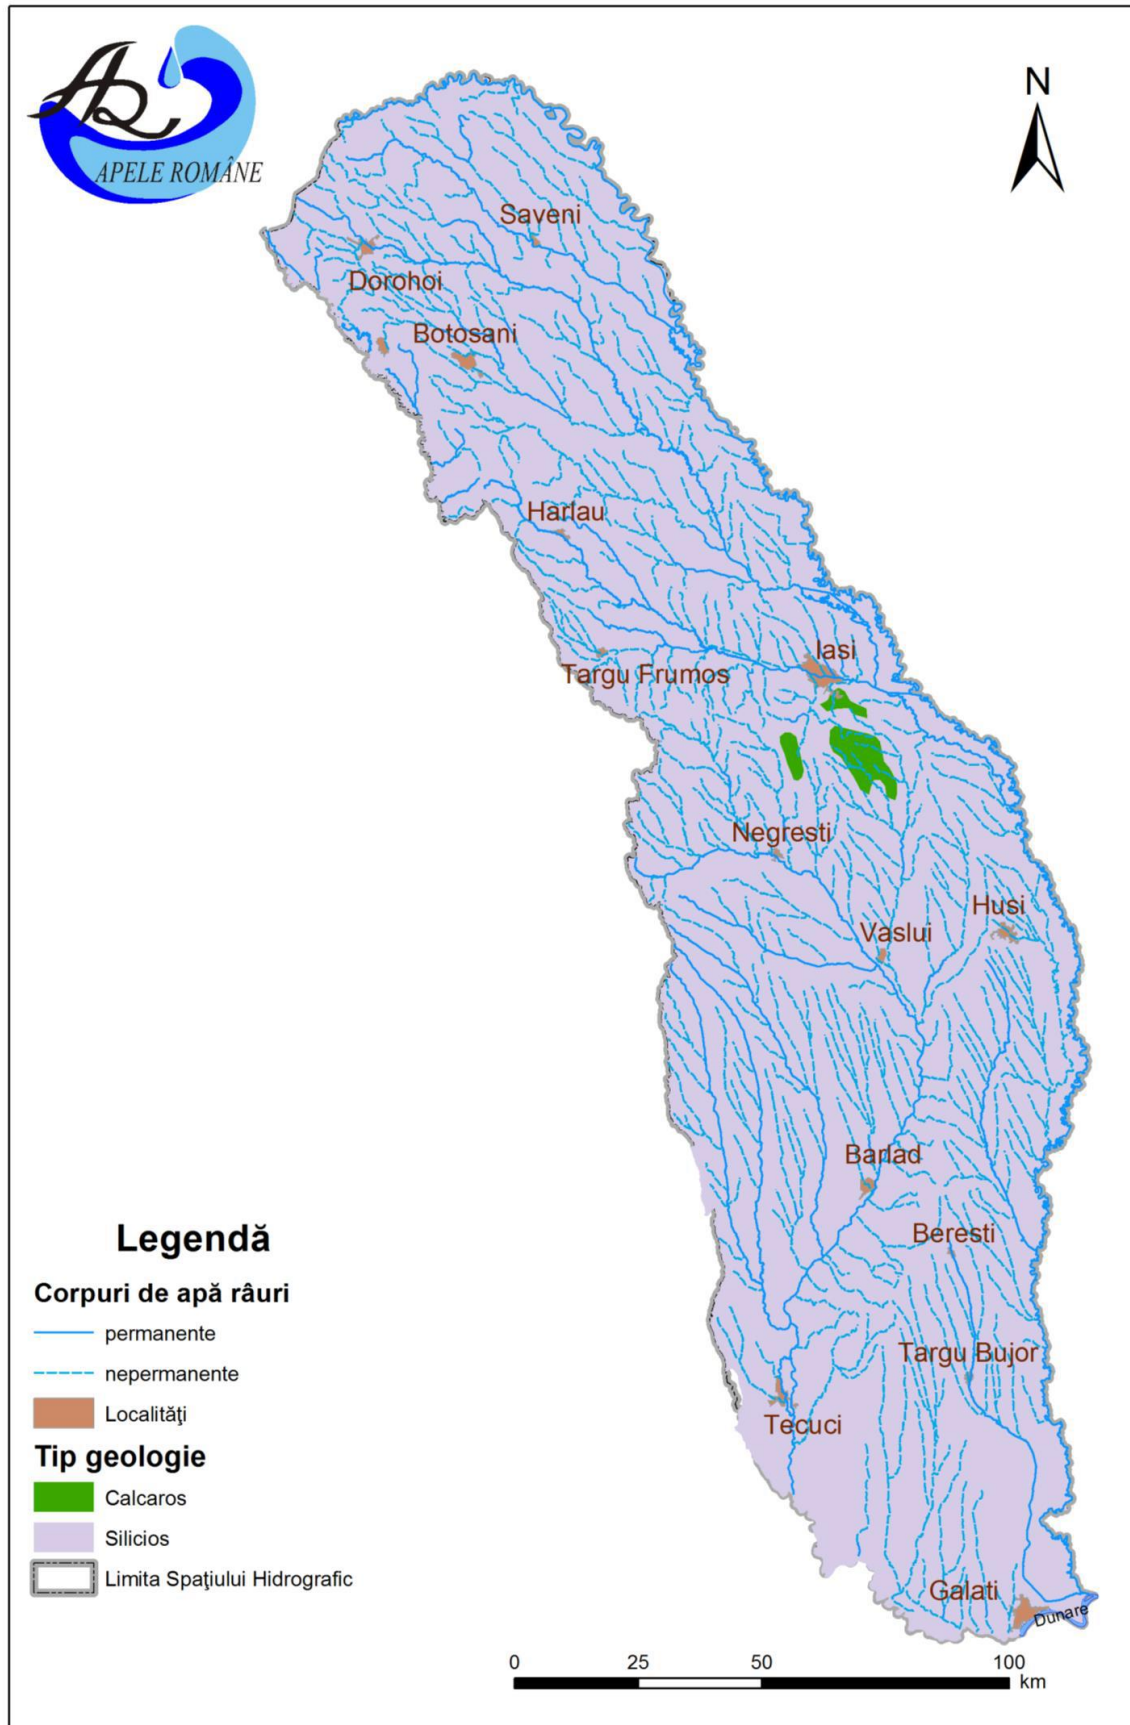 APELE ROMÂNE
N
Saveni
Dorohoi
Botosani
Harlau
Iasi
Targu Frumos
Negresti
Husi
Vaslui
Barlad
Beresti
Targu Bujor
Tecuci
Galati
Dunare
Legendă
Corpuri de apă râuri
permanente
nepermanente
Localităţi
Tip geologie
Calcaros
Silicios
Limita Spaţiului Hidrografic
0 25 50 100
km